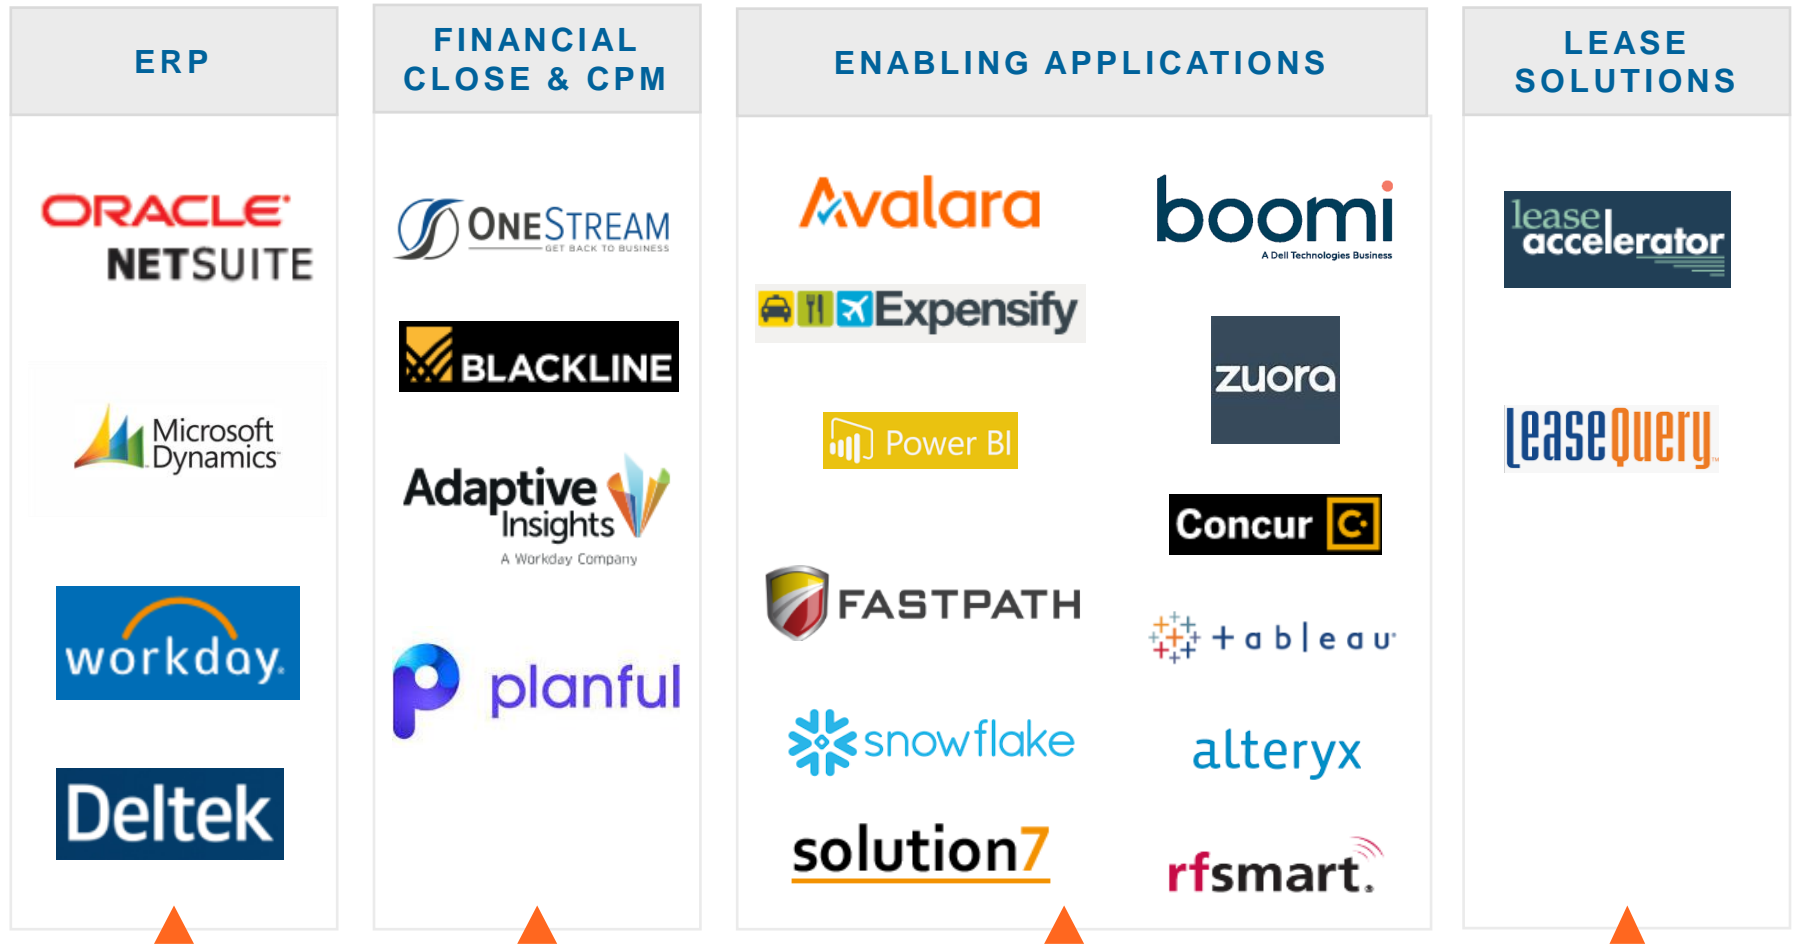 ERP
ORACLE
NETSUITE
Microsoft
Dynamics
workday
Deltek
FINANCIAL
CLOSE & CPM
ONESTREAM
GET BACK TO BUSINESS
BLACKLINE
Adaptive
Insights
A Workday Company
planful
ENABLING APPLICATIONS
Avalara
boomi
A Dell Technologies Business
Expensify
zuora
Power BI
Concur
FASTPATH
tableau
snowflake
alteryx
solution7
rfsmart
LEASE
SOLUTIONS
lease
accelerator
LeaseQuery